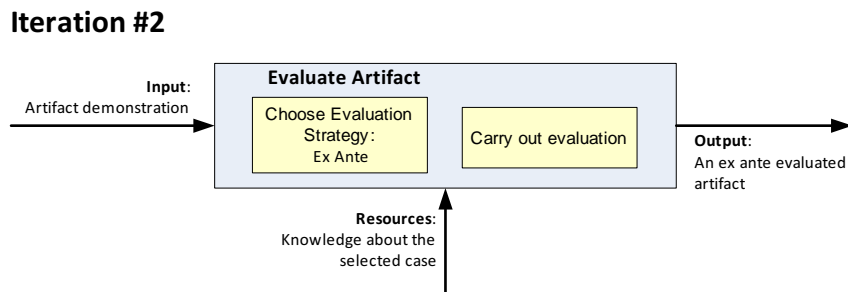 Iteration #2
Input:
Artifact demonstration
Evaluate Artifact
Choose Evaluation
Strategy:
Ex Ante
Carry out evaluation
Output:
An ex ante evaluated
artifact
Resources:
Knowledge about the
selected case